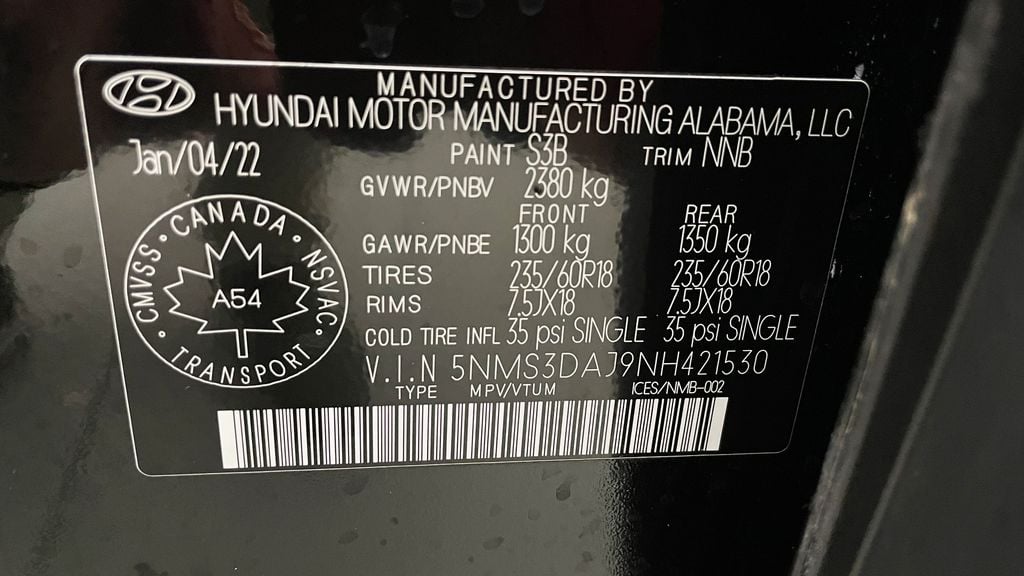 MANUFACTURED BY
HYUNDAI MOTOR MANUFACTURING ALABAMA, LLC
Jan/04/22
PAINT S3B TRIM NNB
GVWR/PNBV 2380 kg
FRONT REAR
GAWR/PNBE 1300 kg 1350 kg
TIRES 235/60R18 235/60R18
RIMS 7.5JX18 7.5JX18
COLD TIRE INFL 35 psi SINGLE 35 psi SINGLE
V.I.N 5NMS3DAJ9NH421530
TYPE MPV/VTUM ICES/NMB-002
CMVSS • CANADA • NSVAC • TRANSPORT •
A54